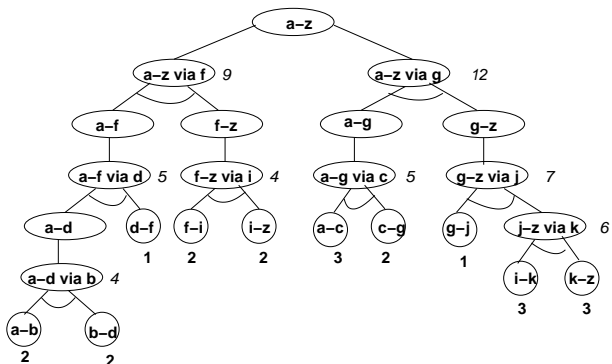 a–z
a–z via f 9 a–z via g 12
a–f f–z a–g g–z
a–f via d 5 f–z via i 4 a–g via c 5 g–z via j 7
a–d d–f f–i i–z a–c c–g g–j j–z via k 6
1 2 2 3 2 1
a–d via b 4 i–k k–z
3 3
a–b b–d
2 2